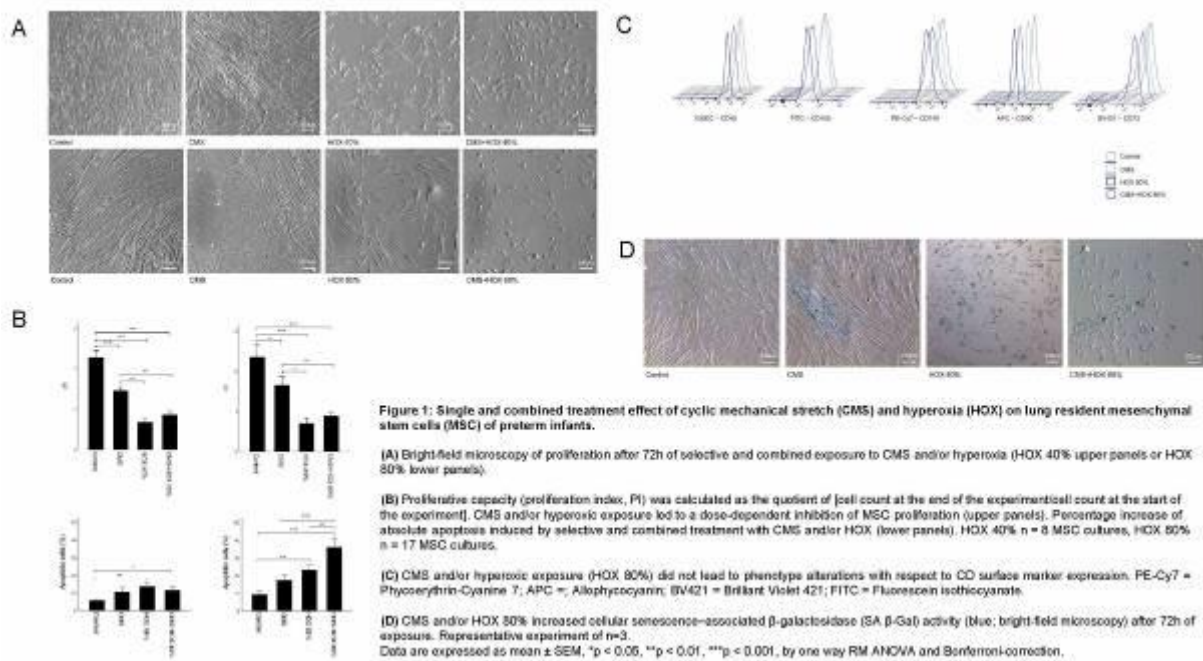 A
C
Control
CMS
HOX 40%
Control
CMS
HOX 80%
CMS+HOX 80%
Control
CMS
HOX 80%
CMS+HOX 80%
D
Control
CMS
HOX 80%
CMS+HOX 80%
B
Apoptotic cells (%)
Apoptotic cells (%)
Figure 1: Single and combined treatment effect of cyclic mechanical stretch (CMS) and hyperoxia (HOX) on lung resident mesenchymal
stem cells (MSC) of preterm infants.
(A) Bright-field microscopy of proliferation after 72h of selective and combined exposure to CMS and/or hyperoxia (HOX 40% upper panels or HOX
80% lower panels).
(B) Proliferative capacity (proliferation index, PI) was calculated as the quotient of [cell count at the end of the experiment/cell count at the start of
the experiment]. CMS and/or hyperoxic exposure led to a dose-dependent inhibition of MSC proliferation (upper panels). Percentage increase of
absolute apoptosis induced by selective and combined treatment with CMS and/or HOX (lower panels). HOX 40% n = 8 MSC cultures, HOX 80%
n = 17 MSC cultures.
(C) CMS and/or hyperoxic exposure (HOX 80%) did not lead to phenotype alterations with respect to CD surface marker expression. PE-Cy7 =
Phycoerythrin-Cyanine 7; APC =; Allophycocyanin; BV421 = Brilliant Violet 421; FITC = Fluorescein isothiocyanate.
(D) CMS and/or HOX 80% increased cellular senescence–associated β-galactosidase (SA β-Gal) activity (blue; bright-field microscopy) after 72h of
exposure. Representative experiment of n=3.
Data are expressed as mean ± SEM, *p < 0.05, **p < 0.01, ***p < 0.001, by one way RM ANOVA and Bonferroni-correction.